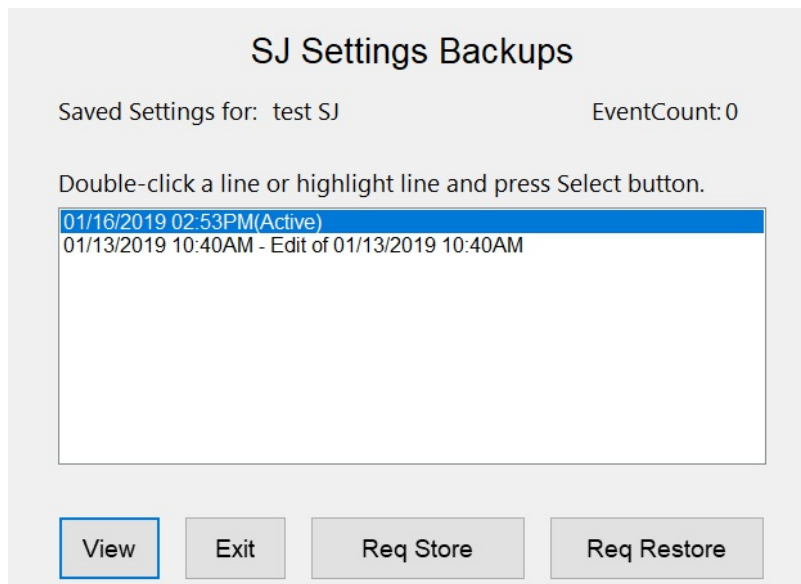 SJ Settings Backups
Saved Settings for: test SJ EventCount: 0
Double-click a line or highlight line and press Select button.
01/16/2019 02:53PM(Active)
01/13/2019 10:40AM - Edit of 01/13/2019 10:40AM
View Exit Req Store Req Restore